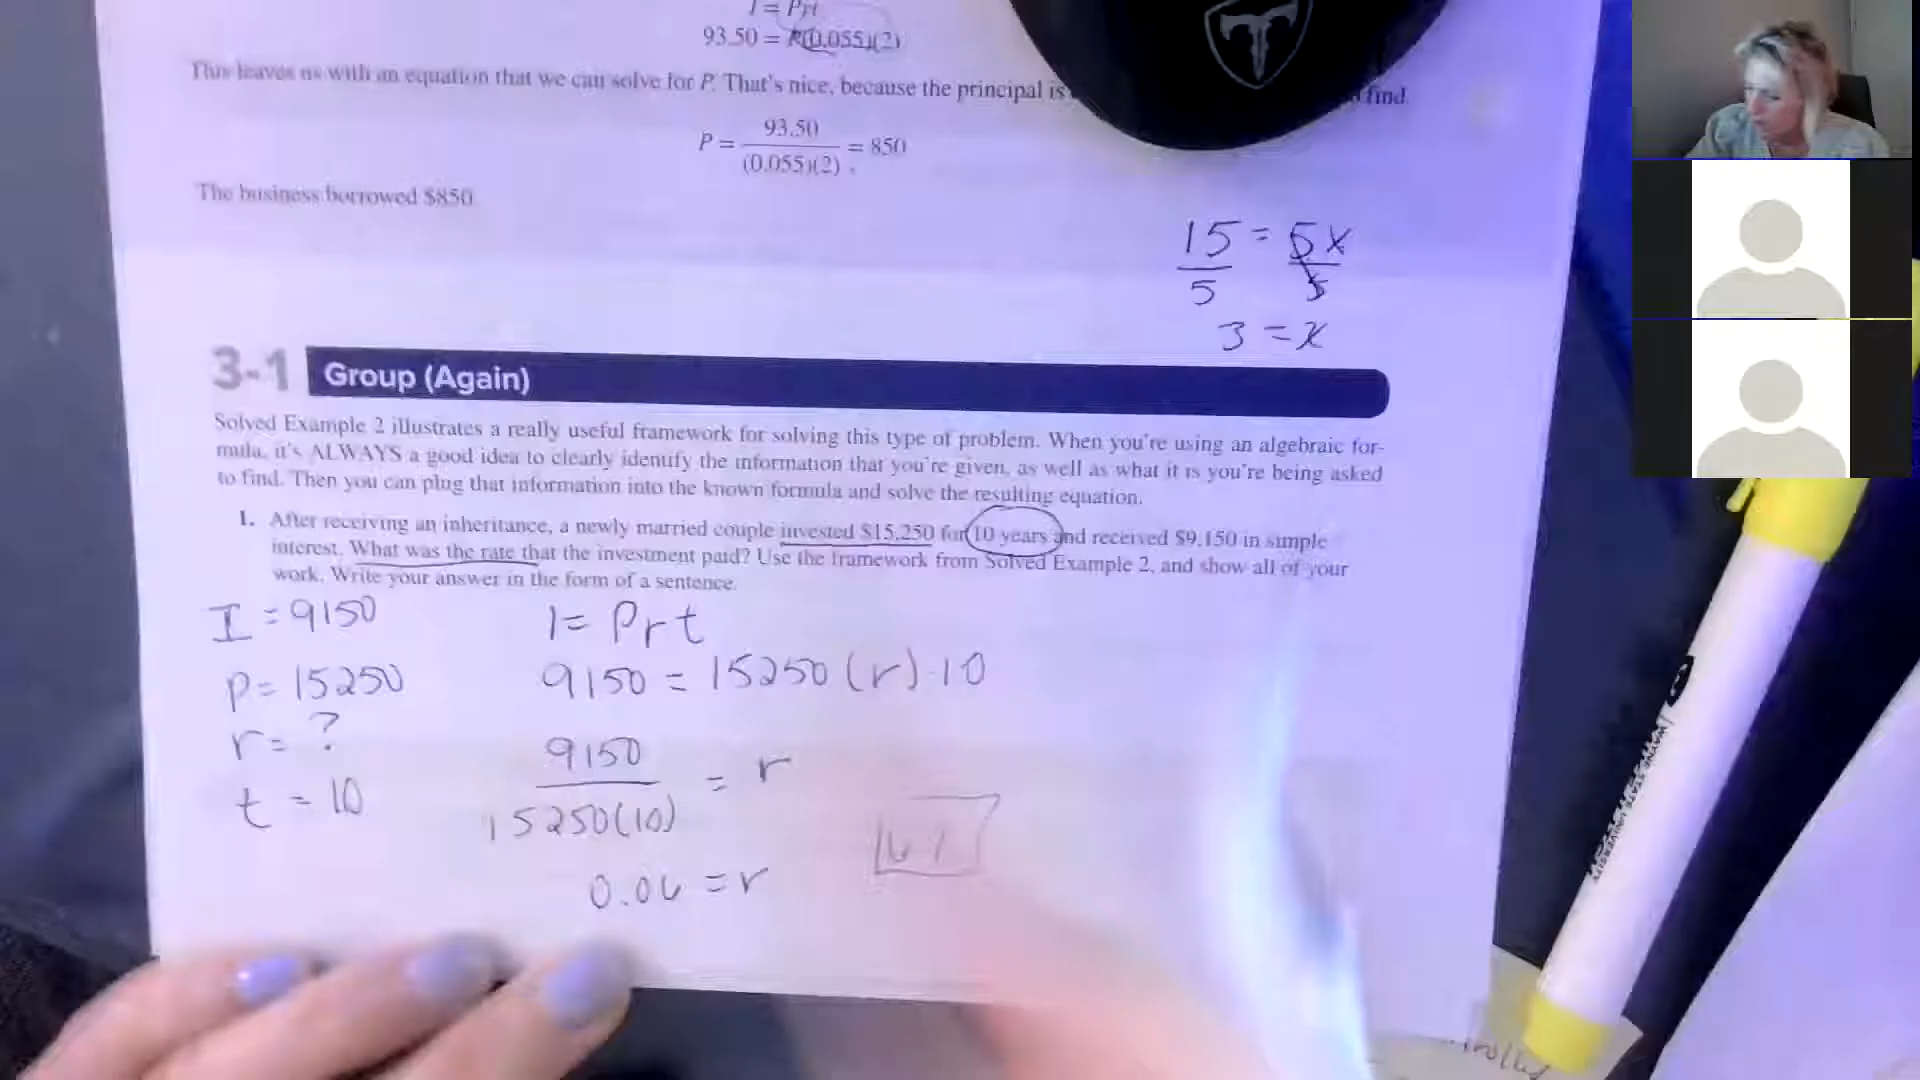 I = Prt
93.50 = P(0.055)(2)
This leaves us with an equation that we can solve for P. That's nice, because the principal is
find.
P = 93.50 / (0.055)(2) = 850
The business borrowed $850.
15 = 5x
5 5
3 = x
3-1 Group (Again)
Solved Example 2 illustrates a really useful framework for solving this type of problem. When you're using an algebraic for-
mula, it's ALWAYS a good idea to clearly identify the information that you're given, as well as what it is you're being asked
to find. Then you can plug that information into the known formula and solve the resulting equation.
1. After receiving an inheritance, a newly married couple invested $15,250 for 10 years and received $9,150 in simple
interest. What was the rate that the investment paid? Use the framework from Solved Example 2, and show all of your
work. Write your answer in the form of a sentence.
I = 9150
P = 15250
r = ?
t = 10
I = Prt
9150 = 15250 (r) · 10
9150 / 15250(10) = r
0.06 = r